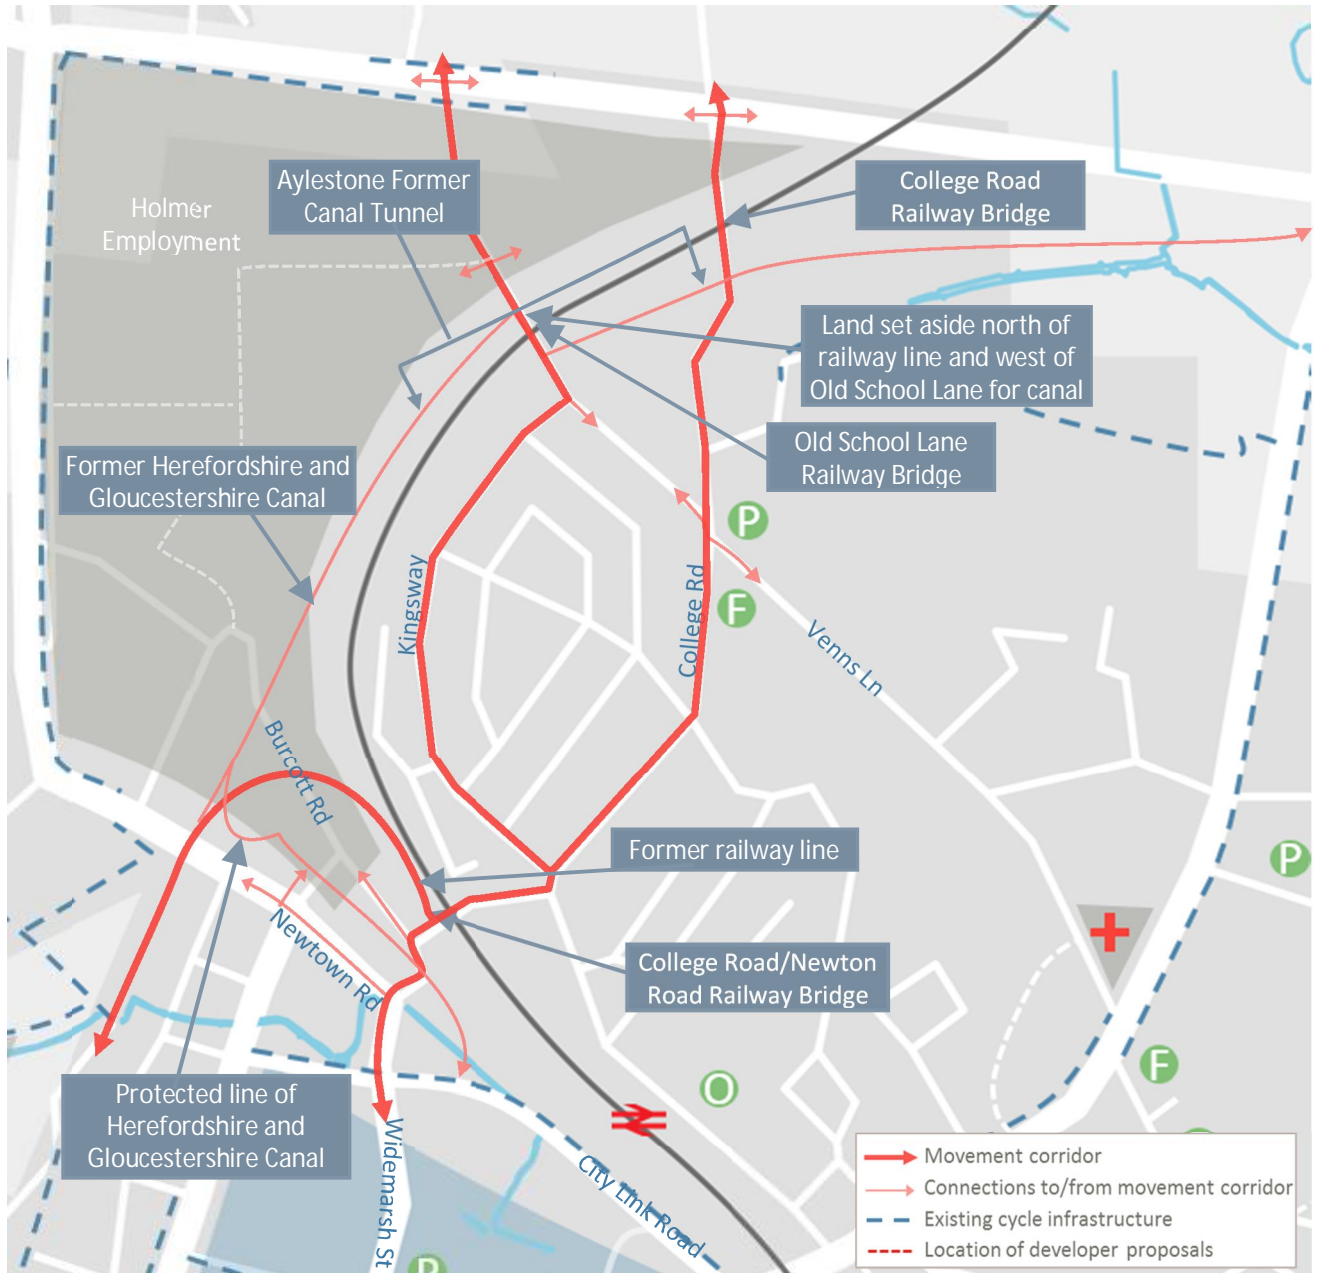 Aylestone Former
Canal Tunnel
College Road
Railway Bridge
Holmer
Employment
Land set aside north of
railway line and west of
Old School Lane for canal
Old School Lane
Railway Bridge
Former Herefordshire and
Gloucestershire Canal
P
F
Kingsway
College Rd
Venns Ln
Burcott Rd
Former railway line
P
Newtown Rd
College Road/Newton
Road Railway Bridge
F
O
Protected line of
Herefordshire and
Gloucestershire Canal
Widemarsh St
City Link Road
P
Movement corridor
Connections to/from movement corridor
Existing cycle infrastructure
Location of developer proposals